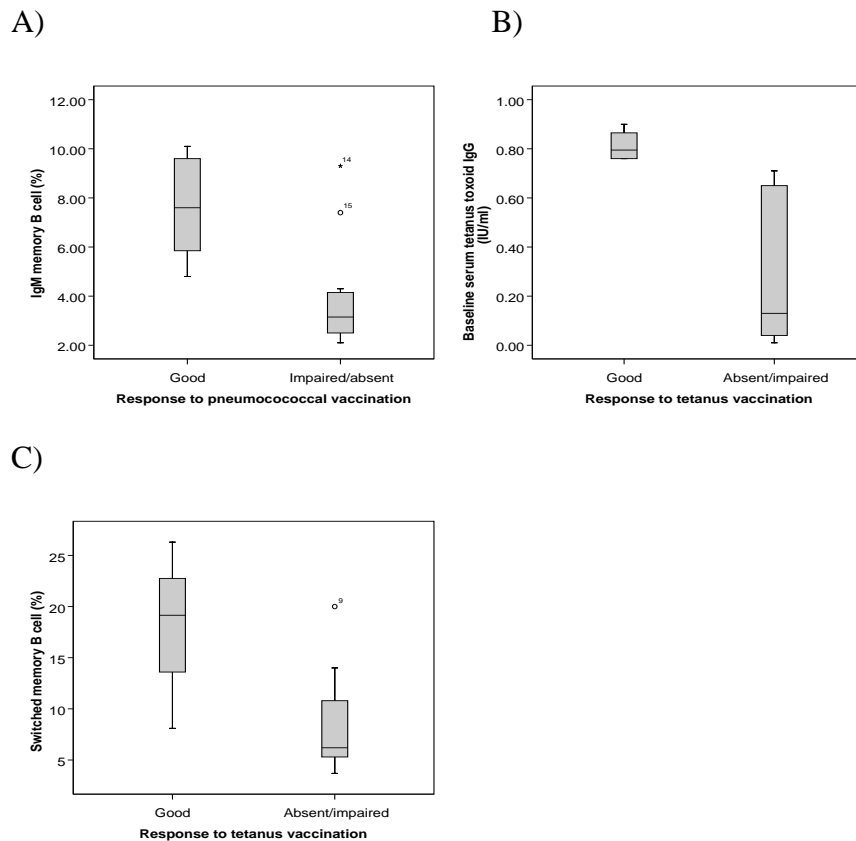 A)
B)
12.00
10.00
8.00
6.00
4.00
2.00
IgM memory B cell (%)
14
15
Good
Impaired/absent
Response to pneumocococcal vaccination
1.00
0.80
0.60
0.40
0.20
0.00
Baseline serum tetanus toxoid IgG
(IU/ml)
Good
Absent/impaired
Response to tetanus vaccination
C)
25
20
15
10
5
Switched memory B cell (%)
9
Good
Absent/impaired
Response to tetanus vaccination